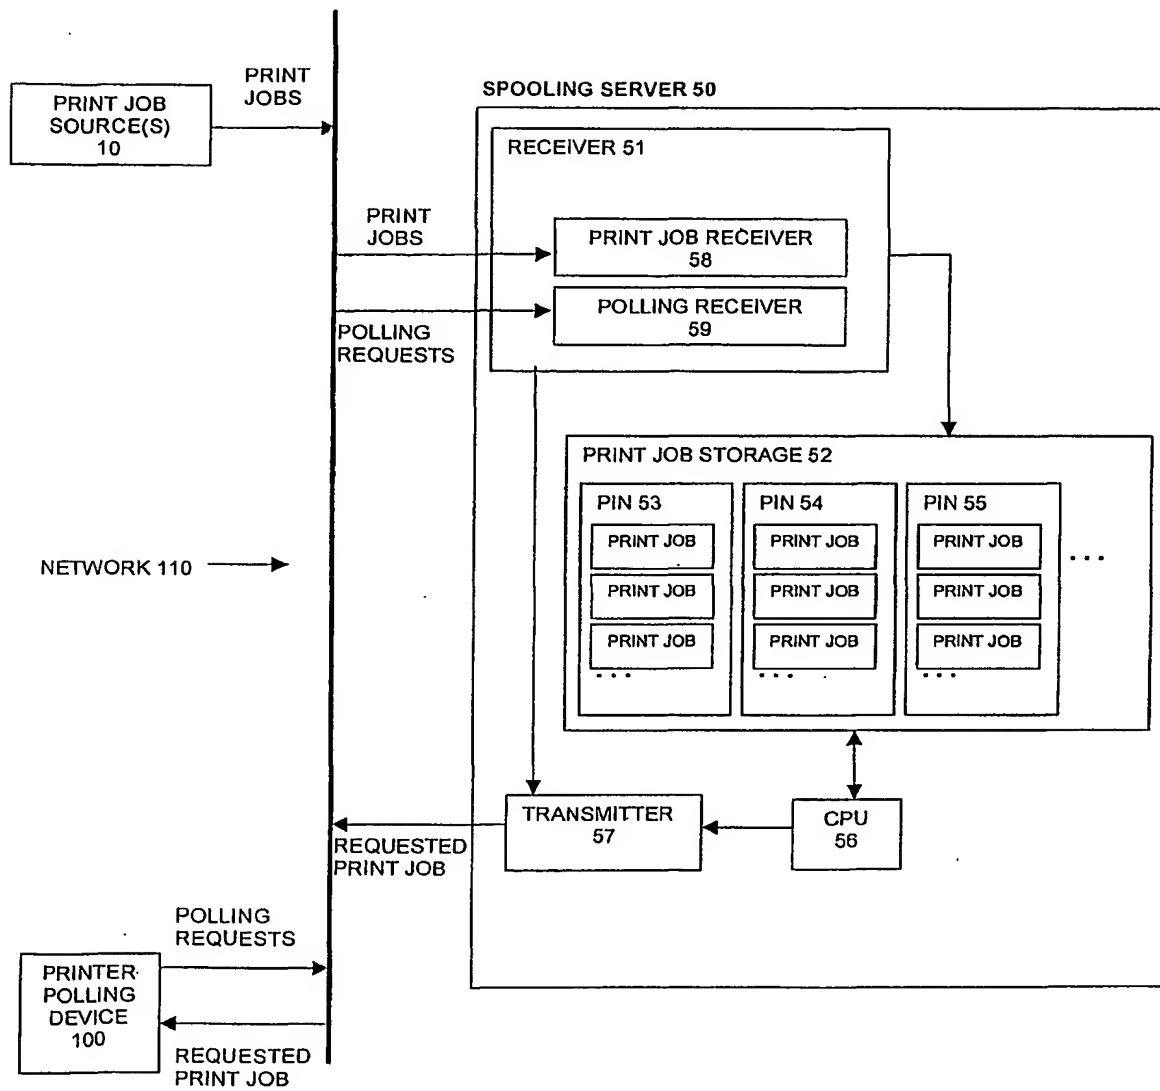 PRINT JOB
SOURCE(S)
10
PRINT
JOBS
SPOOLING SERVER 50
RECEIVER 51
PRINT
JOBS
PRINT JOB RECEIVER
58
POLLING RECEIVER
59
POLLING
REQUESTS
PRINT JOB STORAGE 52
PIN 53
PRINT JOB
PRINT JOB
PRINT JOB
...
PIN 54
PRINT JOB
PRINT JOB
PRINT JOB
...
PIN 55
PRINT JOB
PRINT JOB
PRINT JOB
...
...
NETWORK 110
TRANSMITTER
57
CPU
56
REQUESTED
PRINT JOB
POLLING
REQUESTS
PRINTER-
POLLING
DEVICE
100
REQUESTED
PRINT JOB